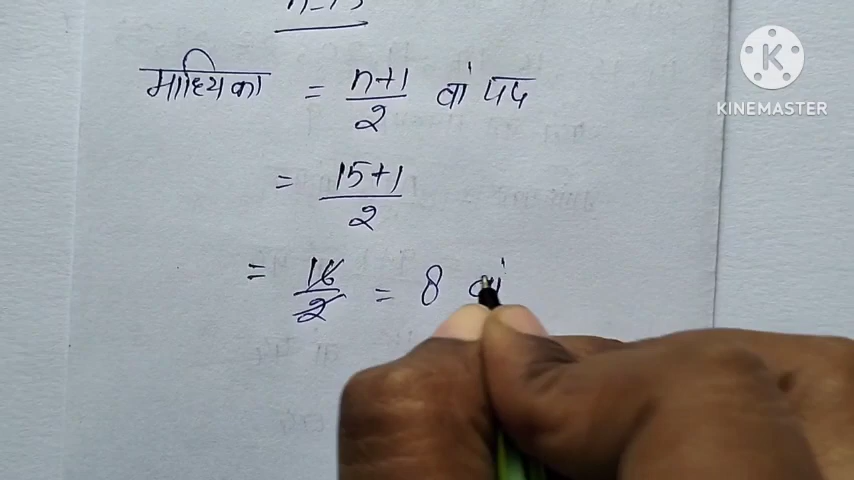 n=15
माध्यिका = n+1/2 वां पद
= 15+1/2
= 16/2 = 8 वां
KINEMASTER